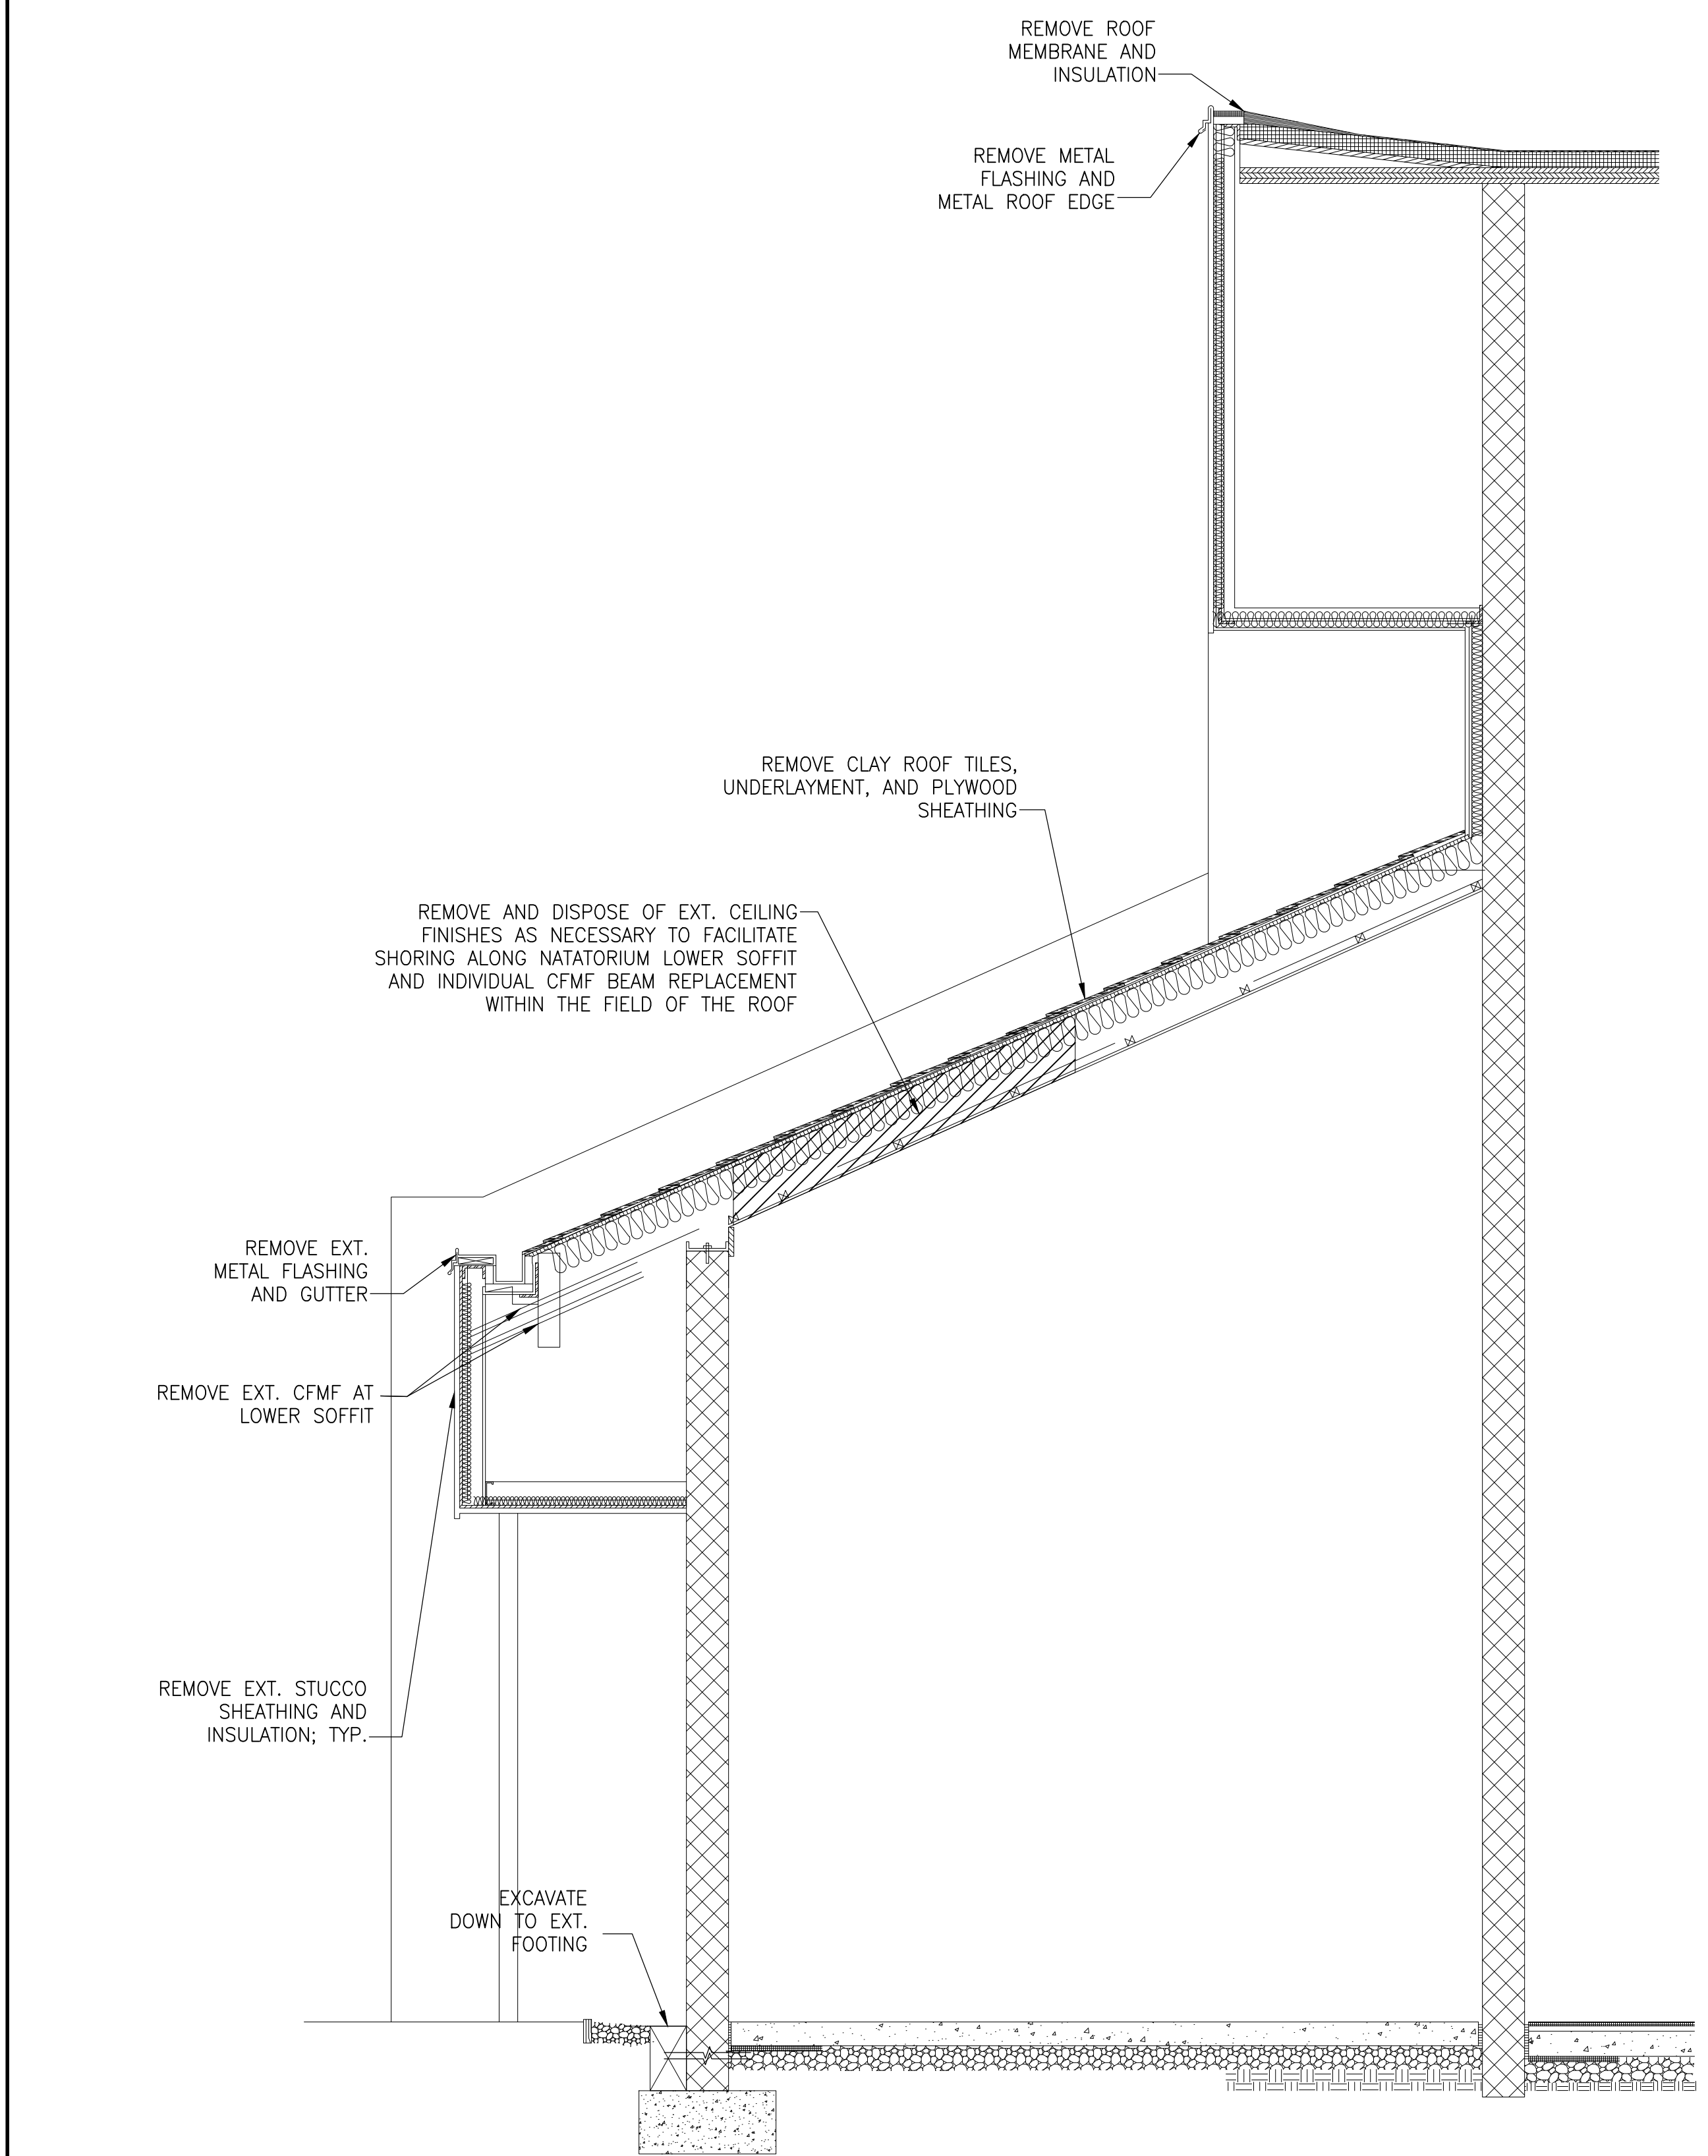 REMOVE ROOF
MEMBRANE AND
INSULATION
REMOVE METAL
FLASHING AND
METAL ROOF EDGE
REMOVE CLAY ROOF TILES,
UNDERLAYMENT, AND PLYWOOD
SHEATHING
REMOVE AND DISPOSE OF EXT. CEILING
FINISHES AS NECESSARY TO FACILITATE
SHORING ALONG NATATORIUM LOWER SOFFIT
AND INDIVIDUAL CFMF BEAM REPLACEMENT
WITHIN THE FIELD OF THE ROOF
REMOVE EXT.
METAL FLASHING
AND GUTTER
REMOVE EXT. CFMF AT
LOWER SOFFIT
REMOVE EXT. STUCCO
SHEATHING AND
INSULATION; TYP.
EXCAVATE
DOWN TO EXT.
FOOTING